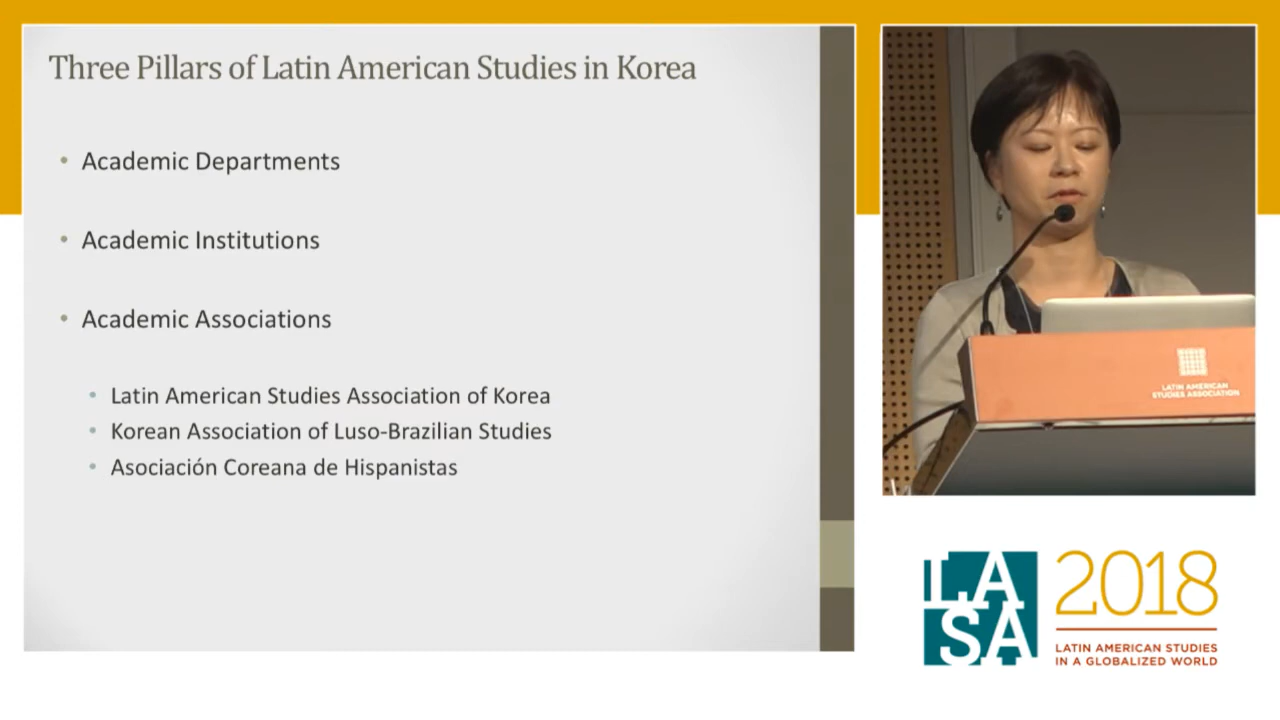 Three Pillars of Latin American Studies in Korea
• Academic Departments
• Academic Institutions
• Academic Associations
• Latin American Studies Association of Korea
• Korean Association of Luso-Brazilian Studies
• Asociación Coreana de Hispanistas
LATIN AMERICAN
STUDIES ASSOCIATION
LA
SA
2018
LATIN AMERICAN STUDIES
IN A GLOBALIZED WORLD